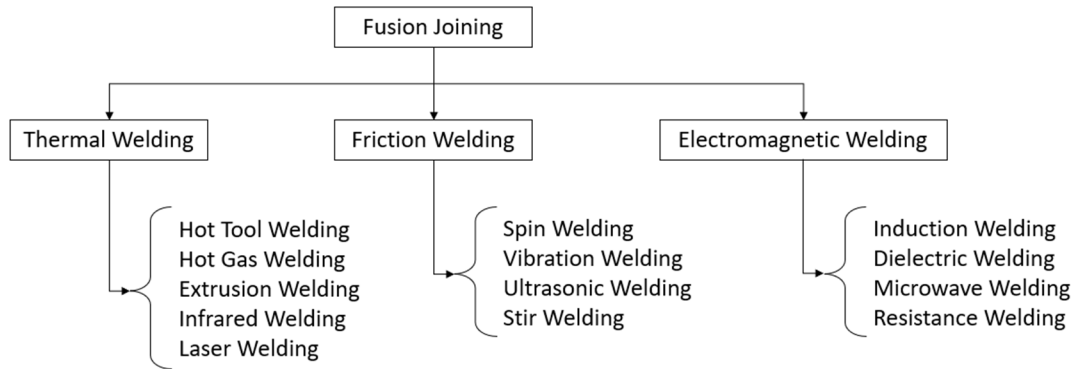 Fusion Joining
Thermal Welding
Friction Welding
Electromagnetic Welding
Hot Tool Welding
Hot Gas Welding
Extrusion Welding
Infrared Welding
Laser Welding
Spin Welding
Vibration Welding
Ultrasonic Welding
Stir Welding
Induction Welding
Dielectric Welding
Microwave Welding
Resistance Welding